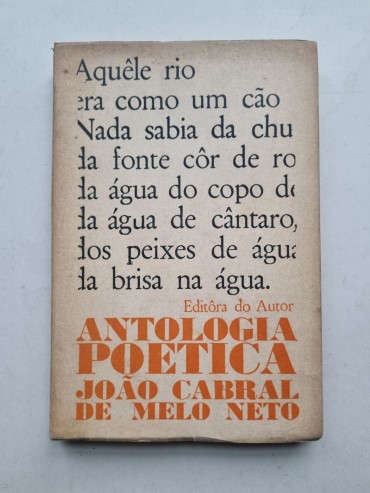 Aquêle rio
era como um cão
Nada sabia da chu
da fonte côr de ro
da água do copo de
da água de cântaro,
dos peixes de água
da brisa na água.
Editôra do Autor
ANTOLOGIA
POETICA
JOÃO CABRAL
DE MELO NETO